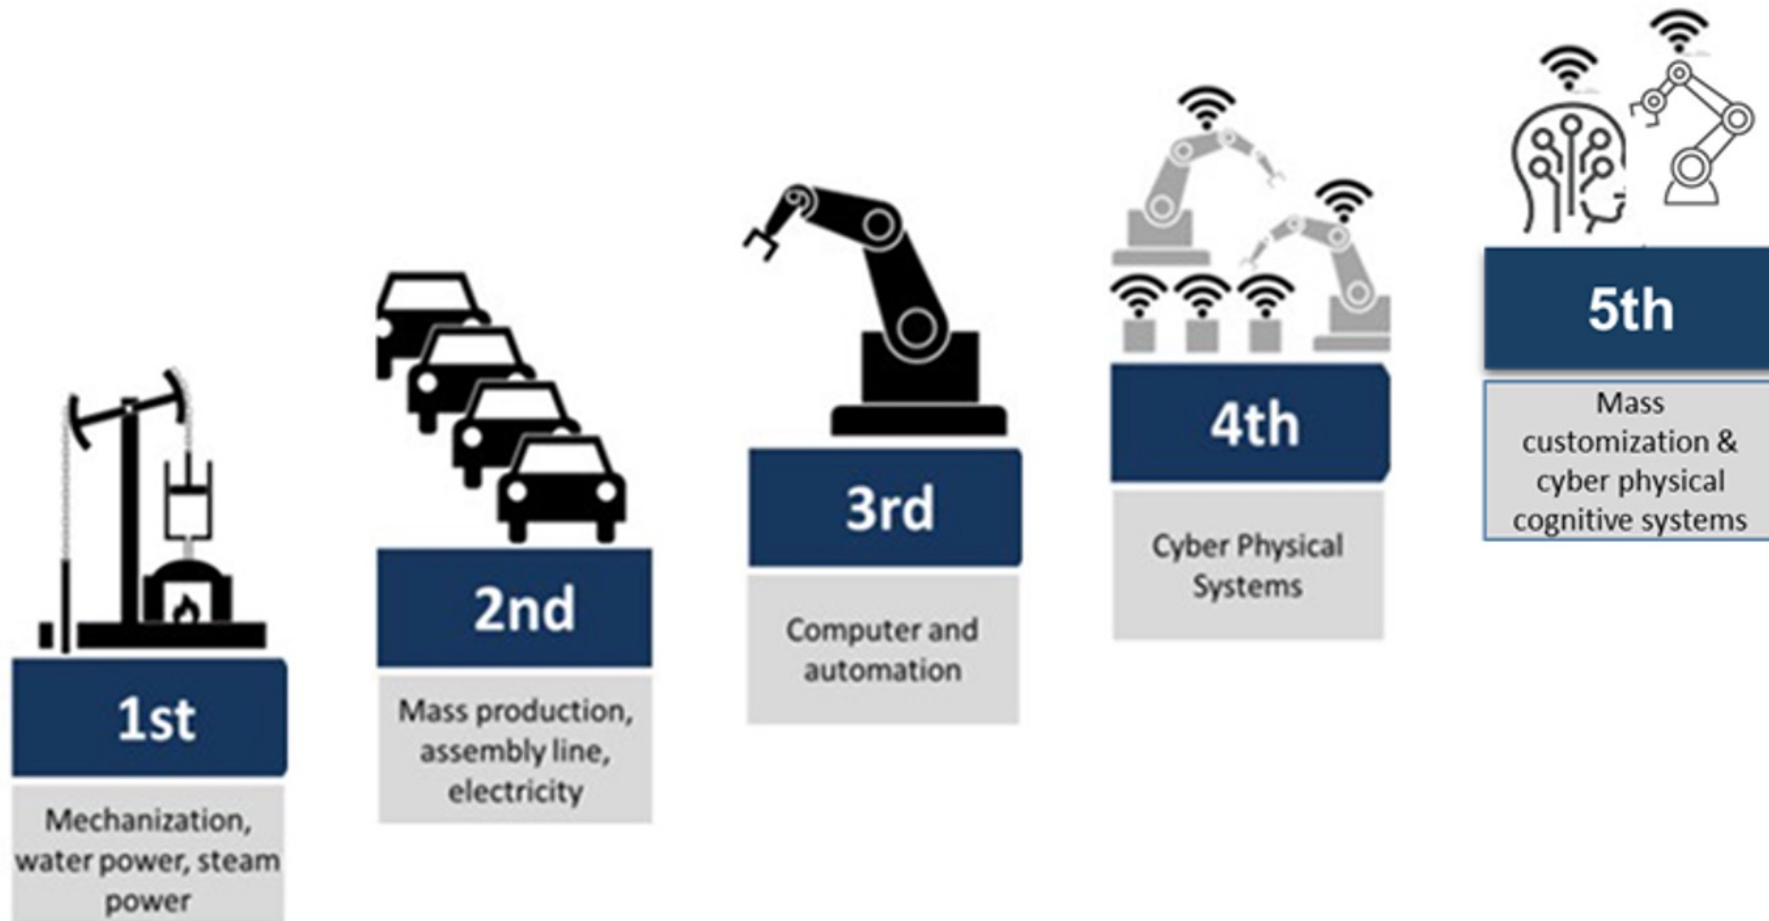 1st
Mechanization,
water power, steam
power
2nd
Mass production,
assembly line,
electricity
3rd
Computer and
automation
4th
Cyber Physical
Systems
5th
Mass
customization &
cyber physical
cognitive systems